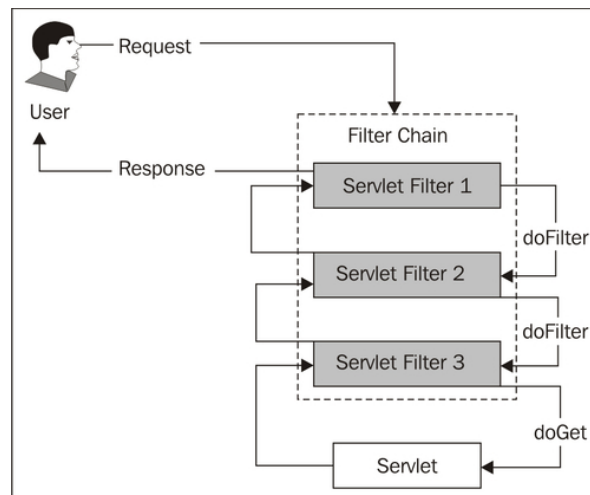 Request
User
Filter Chain
Response
Servlet Filter 1
doFilter
Servlet Filter 2
doFilter
Servlet Filter 3
doGet
Servlet